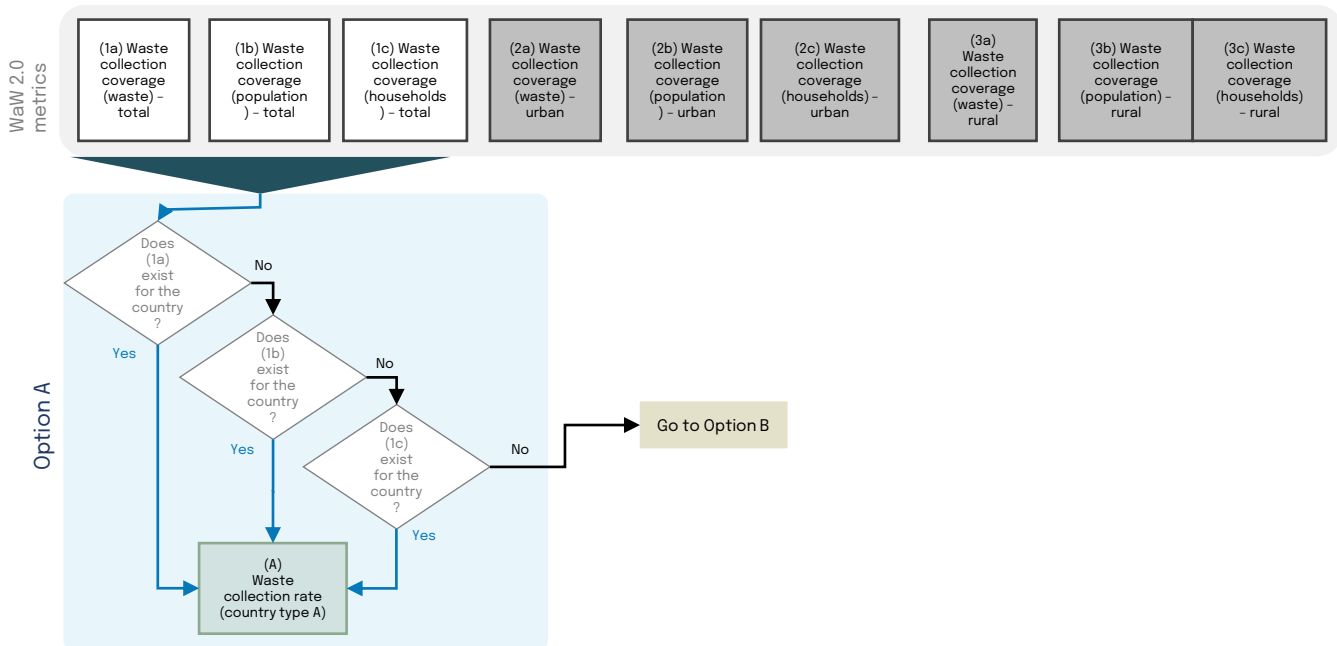 WaW 2.0
metrics
(1a) Waste
collection
coverage
(waste) –
total
(1b) Waste
collection
coverage
(population
) – total
(1c) Waste
collection
coverage
(households
) – total
(2a) Waste
collection
coverage
(waste) –
urban
(2b) Waste
collection
coverage
(population
) – urban
(2c) Waste
collection
coverage
(households) –
urban
(3a)
Waste
collection
coverage
(waste) –
rural
(3b) Waste
collection
coverage
(population) –
rural
(3c) Waste
collection
coverage
(households)
– rural
Option A
Does
(1a)
exist
for the
country
?
No
Yes
Does
(1b)
exist
for the
country
?
No
Yes
Does
(1c)
exist
for the
country
?
No
Yes
Go to Option B
(A)
Waste
collection rate
(country type A)